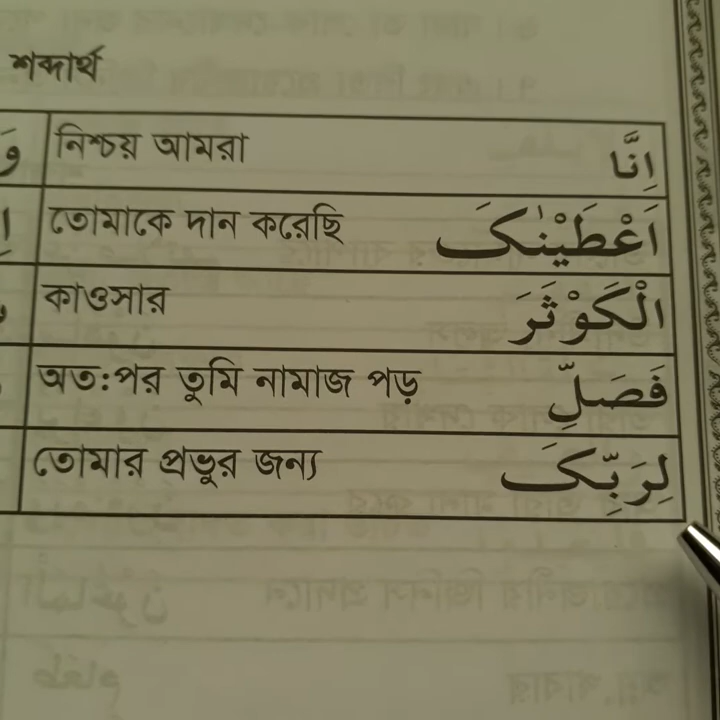 শব্দার্থ
নিশ্চয় আমরা اِنَّا
তোমাকে দান করেছি اَعْطَيْنٰكَ
কাওসার الْكَوْثَرَ
অত:পর তুমি নামাজ পড় فَصَلِّ
তোমার প্রভুর জন্য لِرَبِّكَ